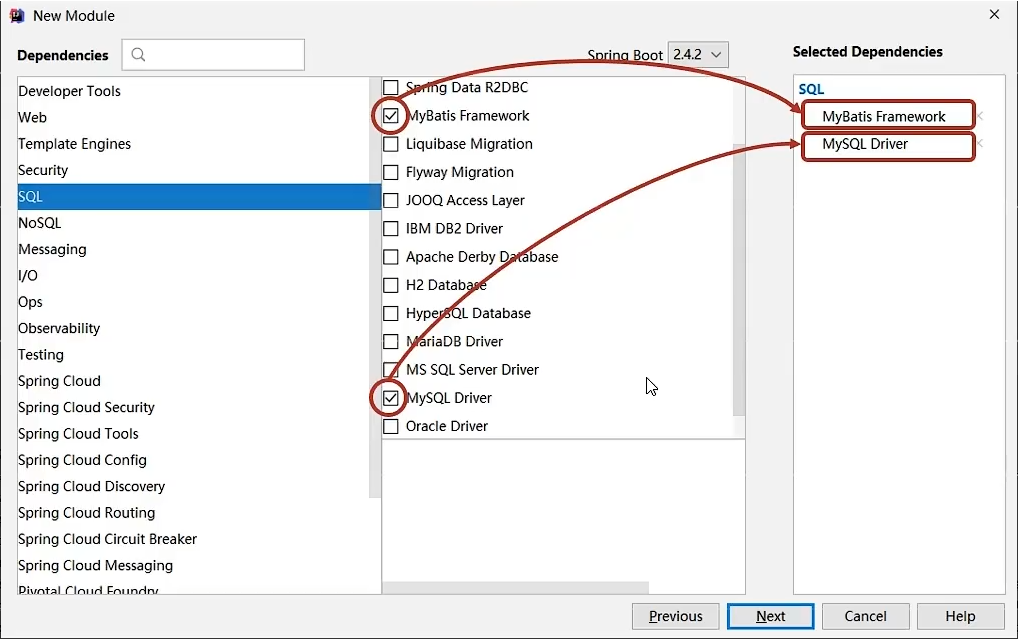 New Module
Dependencies
Spring Boot 2.4.2
Selected Dependencies
Developer Tools
Web
Template Engines
Security
SQL
NoSQL
Messaging
I/O
Ops
Observability
Testing
Spring Cloud
Spring Cloud Security
Spring Cloud Tools
Spring Cloud Config
Spring Cloud Discovery
Spring Cloud Routing
Spring Cloud Circuit Breaker
Spring Cloud Messaging
Pivotal Cloud Foundry
Spring Data R2DBC
MyBatis Framework
Liquibase Migration
Flyway Migration
JOOQ Access Layer
IBM DB2 Driver
Apache Derby Database
H2 Database
HyperSQL Database
MariaDB Driver
MS SQL Server Driver
MySQL Driver
Oracle Driver
SQL
MyBatis Framework
MySQL Driver
Previous
Next
Cancel
Help